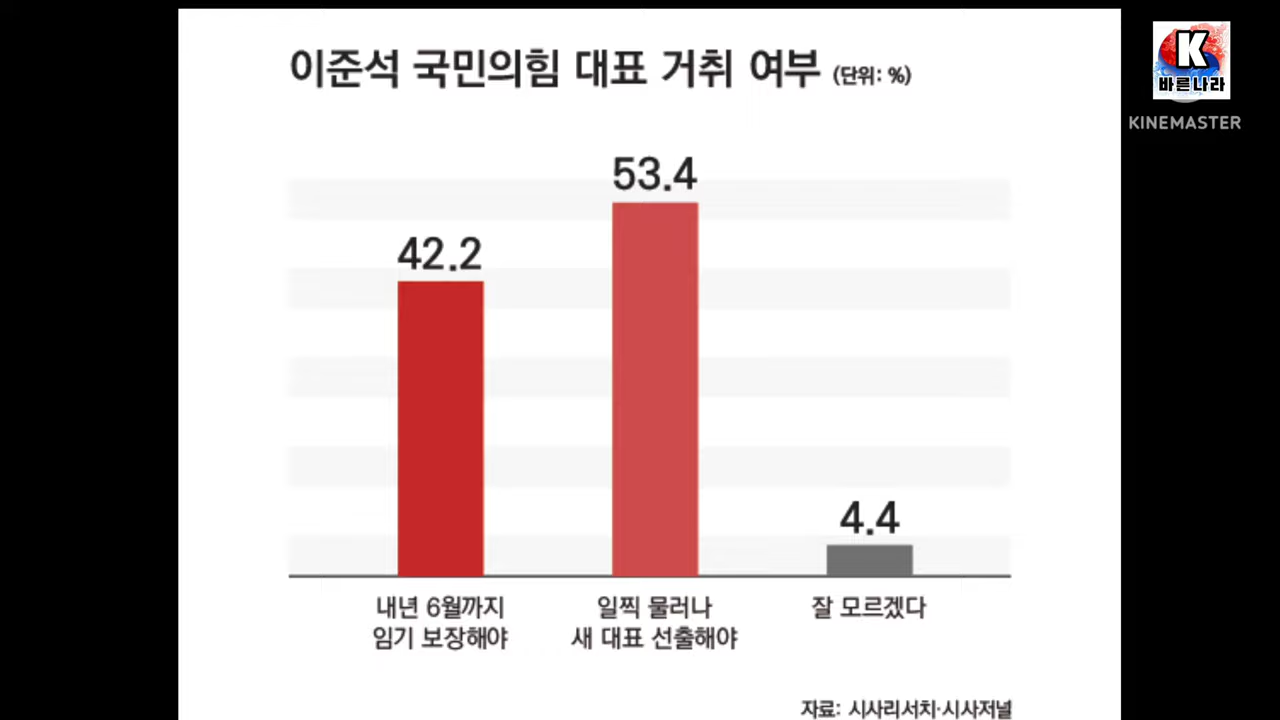 이준석 국민의힘 대표 거취 여부 (단위: %)
K
바른나라
KINEMASTER
53.4
42.2
4.4
내년 6월까지
임기 보장해야
일찍 물러나
새 대표 선출해야
잘 모르겠다
자료: 시사리서치·시사저널